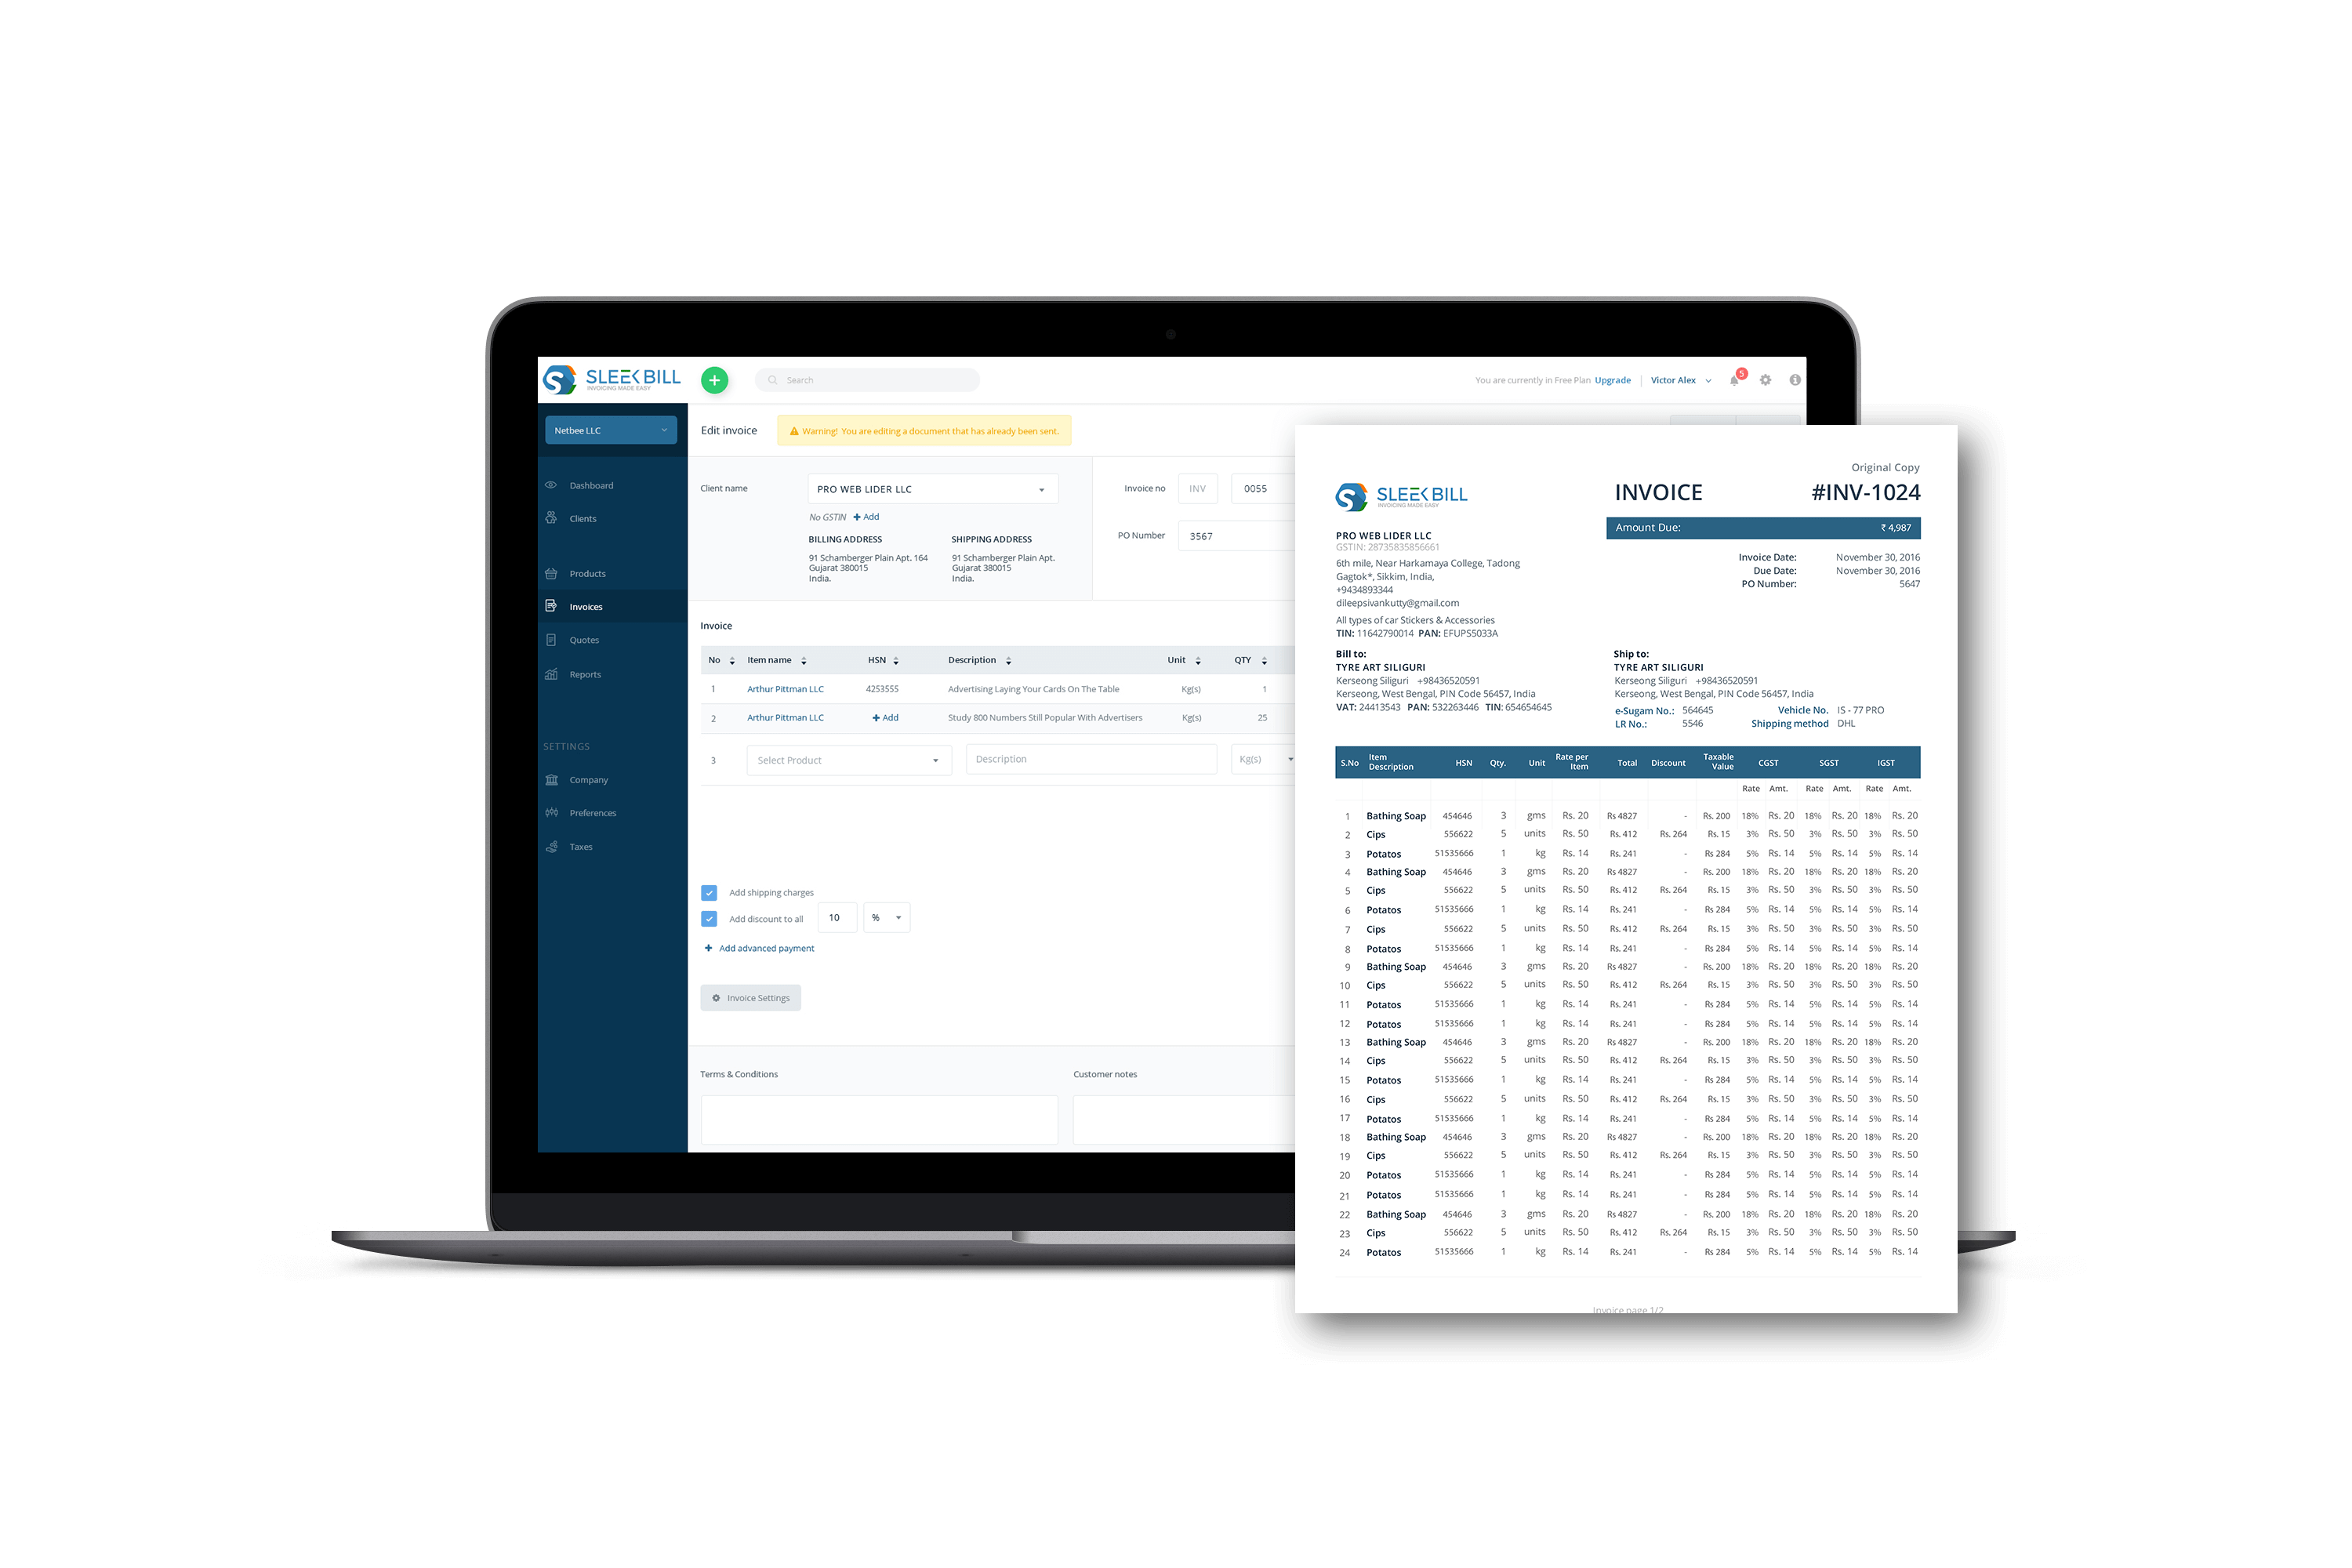 SLEEK BILL
INVOICING MADE EASY
Search
You are currently in Free Plan Upgrade
Victor Alex
5
Netbee LLC
Dashboard
Clients
Products
Invoices
Quotes
Reports
SETTINGS
Company
Preferences
Taxes
Edit invoice
Warning! You are editing a document that has already been sent.
Client name
PRO WEB LIDER LLC
No GSTIN + Add
BILLING ADDRESS SHIPPING ADDRESS
91 Schamberger Plain Apt. 164 91 Schamberger Plain Apt.
Gujarat 380015 Gujarat 380015
India. India.
Invoice no INV 0055
PO Number 3567
Invoice
No Item name HSN Description Unit QTY
1 Arthur Pittman LLC 4253555 Advertising Laying Your Cards On The Table Kg(s) 1
2 Arthur Pittman LLC + Add Study 800 Numbers Still Popular With Advertisers Kg(s) 25
3 Select Product Description Kg(s)
Add shipping charges
Add discount to all 10 %
+ Add advanced payment
Invoice Settings
Terms & Conditions Customer notes
Original Copy
SLEEK BILL
INVOICING MADE EASY
INVOICE #INV-1024
Amount Due: ₹ 4,987
PRO WEB LIDER LLC
GSTIN: 28735835856661
6th mile, Near Harkamaya College, Tadong
Gagtok*, Sikkim, India,
+9434893344
dileepsivankutty@gmail.com
All types of car Stickers & Accessories
TIN: 11642790014 PAN: EFUPS5033A
Invoice Date: November 30, 2016
Due Date: November 30, 2016
PO Number: 5647
Bill to:
TYRE ART SILIGURI
Kerseong Siliguri +98436520591
Kerseong, West Bengal, PIN Code 56457, India
VAT: 24413543 PAN: 532263446 TIN: 654654645
Ship to:
TYRE ART SILIGURI
Kerseong Siliguri +98436520591
Kerseong, West Bengal, PIN Code 56457, India
e-Sugam No.: 564645 Vehicle No. IS - 77 PRO
LR No.: 5546 Shipping method DHL
S.No Item Description HSN Qty. Unit Rate per Item Total Discount Taxable Value CGST SGST IGST
Rate Amt. Rate Amt. Rate Amt.
1 Bathing Soap 454646 3 gms Rs. 20 Rs 4827 - Rs. 200 18% Rs. 20 18% Rs. 20 18% Rs. 20
2 Cips 556622 5 units Rs. 50 Rs. 412 Rs. 264 Rs. 15 3% Rs. 50 3% Rs. 50 3% Rs. 50
3 Potatos 51535666 1 kg Rs. 14 Rs. 241 - Rs 284 5% Rs. 14 5% Rs. 14 5% Rs. 14
4 Bathing Soap 454646 3 gms Rs. 20 Rs 4827 - Rs. 200 18% Rs. 20 18% Rs. 20 18% Rs. 20
5 Cips 556622 5 units Rs. 50 Rs. 412 Rs. 264 Rs. 15 3% Rs. 50 3% Rs. 50 3% Rs. 50
6 Potatos 51535666 1 kg Rs. 14 Rs. 241 - Rs 284 5% Rs. 14 5% Rs. 14 5% Rs. 14
7 Cips 556622 5 units Rs. 50 Rs. 412 Rs. 264 Rs. 15 3% Rs. 50 3% Rs. 50 3% Rs. 50
8 Potatos 51535666 1 kg Rs. 14 Rs. 241 - Rs 284 5% Rs. 14 5% Rs. 14 5% Rs. 14
9 Bathing Soap 454646 3 gms Rs. 20 Rs 4827 - Rs. 200 18% Rs. 20 18% Rs. 20 18% Rs. 20
10 Cips 556622 5 units Rs. 50 Rs. 412 Rs. 264 Rs. 15 3% Rs. 50 3% Rs. 50 3% Rs. 50
11 Potatos 51535666 1 kg Rs. 14 Rs. 241 - Rs 284 5% Rs. 14 5% Rs. 14 5% Rs. 14
12 Potatos 51535666 1 kg Rs. 14 Rs. 241 - Rs 284 5% Rs. 14 5% Rs. 14 5% Rs. 14
13 Bathing Soap 454646 3 gms Rs. 20 Rs 4827 - Rs. 200 18% Rs. 20 18% Rs. 20 18% Rs. 20
14 Cips 556622 5 units Rs. 50 Rs. 412 Rs. 264 Rs. 15 3% Rs. 50 3% Rs. 50 3% Rs. 50
15 Potatos 51535666 1 kg Rs. 14 Rs. 241 - Rs 284 5% Rs. 14 5% Rs. 14 5% Rs. 14
16 Cips 556622 5 units Rs. 50 Rs. 412 Rs. 264 Rs. 15 3% Rs. 50 3% Rs. 50 3% Rs. 50
17 Potatos 51535666 1 kg Rs. 14 Rs. 241 - Rs 284 5% Rs. 14 5% Rs. 14 5% Rs. 14
18 Bathing Soap 454646 3 gms Rs. 20 Rs 4827 - Rs. 200 18% Rs. 20 18% Rs. 20 18% Rs. 20
19 Cips 556622 5 units Rs. 50 Rs. 412 Rs. 264 Rs. 15 3% Rs. 50 3% Rs. 50 3% Rs. 50
20 Potatos 51535666 1 kg Rs. 14 Rs. 241 - Rs 284 5% Rs. 14 5% Rs. 14 5% Rs. 14
21 Potatos 51535666 1 kg Rs. 14 Rs. 241 - Rs 284 5% Rs. 14 5% Rs. 14 5% Rs. 14
22 Bathing Soap 454646 3 gms Rs. 20 Rs 4827 - Rs. 200 18% Rs. 20 18% Rs. 20 18% Rs. 20
23 Cips 556622 5 units Rs. 50 Rs. 412 Rs. 264 Rs. 15 3% Rs. 50 3% Rs. 50 3% Rs. 50
24 Potatos 51535666 1 kg Rs. 14 Rs. 241 - Rs 284 5% Rs. 14 5% Rs. 14 5% Rs. 14
Invoice page 1/2